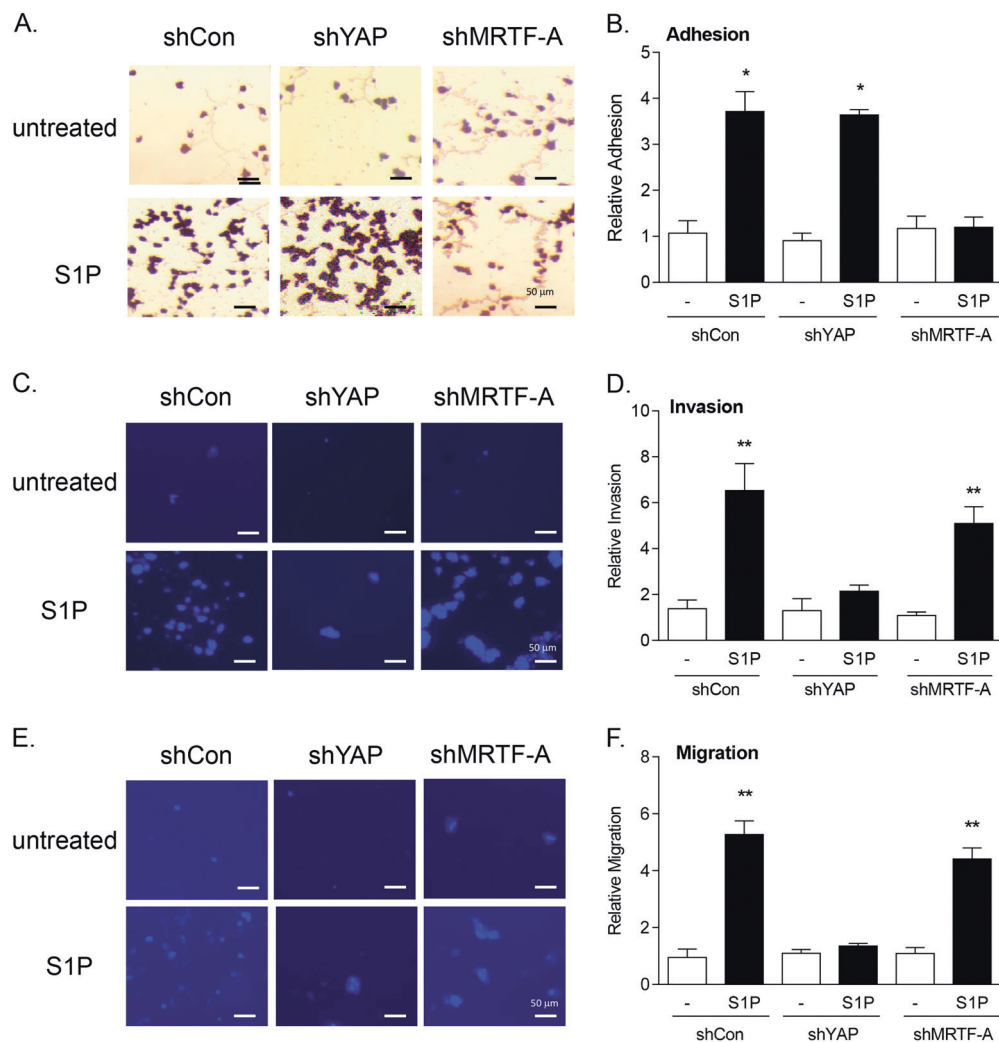 A.
shCon shYAP shMRTF-A
untreated
S1P
50 µm
B.
Adhesion
Relative Adhesion
5
4
3
2
1
0
* *
- S1P - S1P - S1P
shCon shYAP shMRTF-A
C.
shCon shYAP shMRTF-A
untreated
S1P
50 µm
D.
Invasion
Relative Invasion
10
8
6
4
2
0
** **
- S1P - S1P - S1P
shCon shYAP shMRTF-A
E.
shCon shYAP shMRTF-A
untreated
S1P
50 µm
F.
Migration
Relative Migration
8
6
4
2
0
** **
- S1P - S1P - S1P
shCon shYAP shMRTF-A